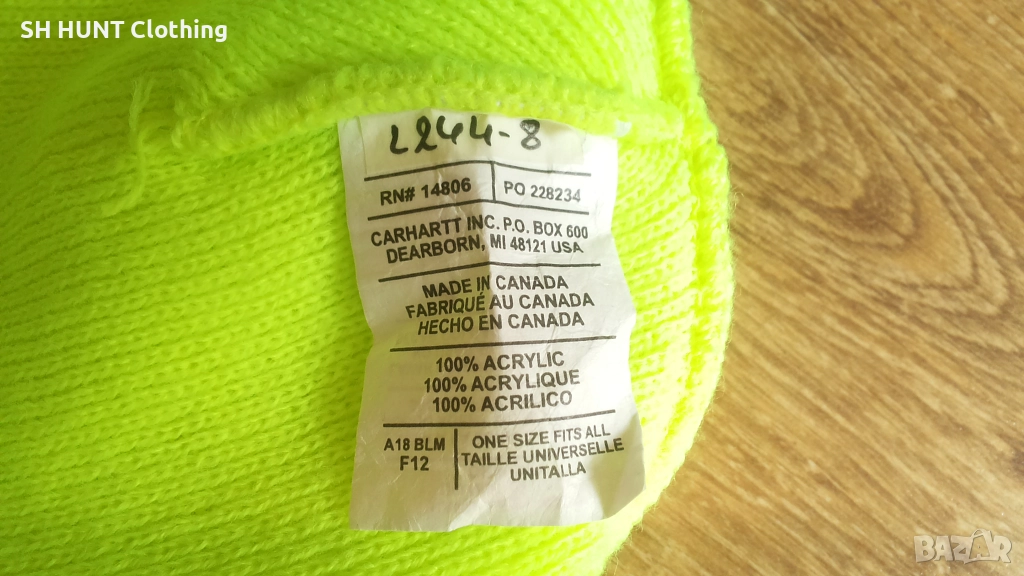 SH HUNT Clothing
L244-8
RN# 14806 PO 228234
CARHARTT INC. P.O. BOX 600
DEARBORN, MI 48121 USA
MADE IN CANADA
FABRIQUÉ AU CANADA
HECHO EN CANADA
100% ACRYLIC
100% ACRYLIQUE
100% ACRILICO
A18 BLM
F12
ONE SIZE FITS ALL
TAILLE UNIVERSELLE
UNITALLA
BAZAR